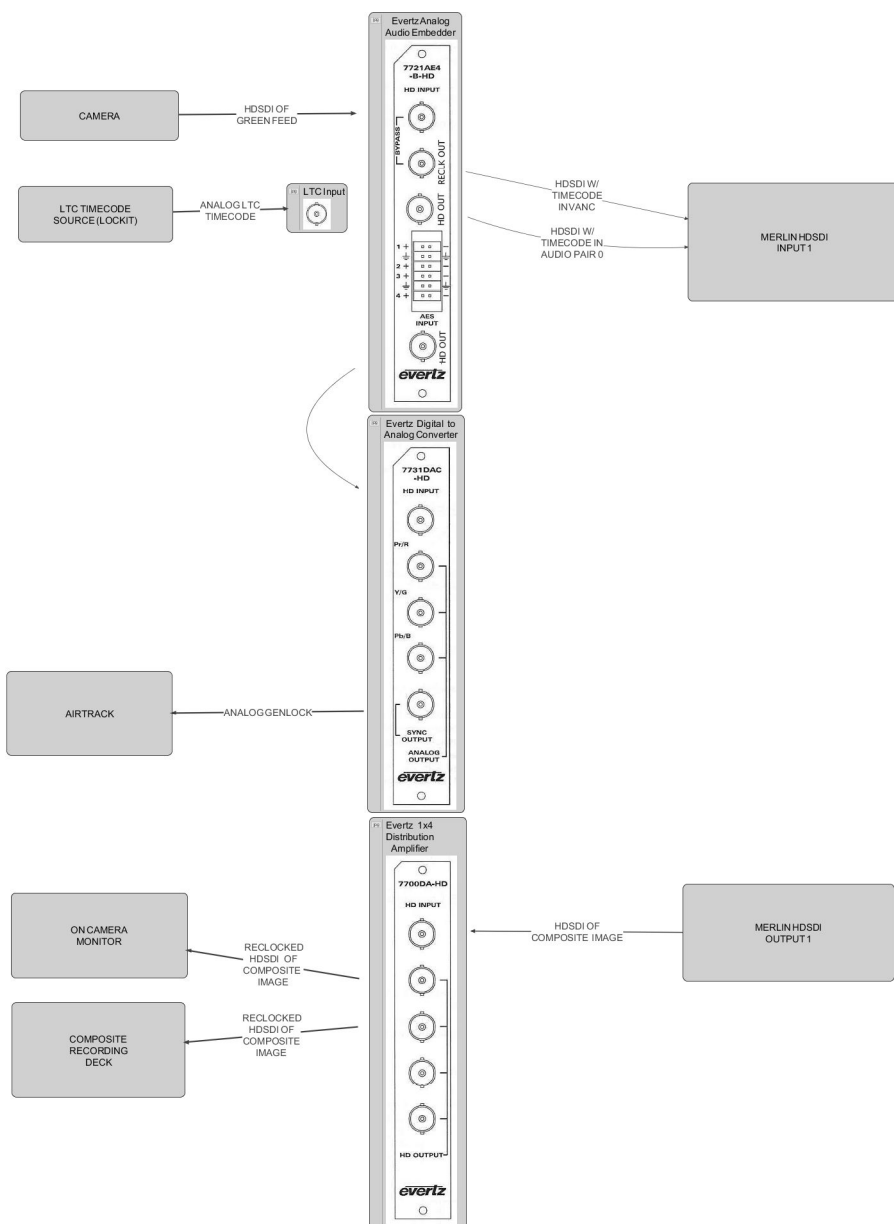 Evertz Analog
Audio Embedder
7721AE4
-B-HD
HD INPUT
BYPASS
RECLK OUT
HD OUT
1 +
2 +
3 +
4 +
AES
INPUT
HD OUT
evertz
CAMERA
HDSDI OF
GREEN FEED
LTC TIMECODE
SOURCE (LOCKIT)
ANALOG LTC
TIMECODE
LTC Input
HDSDI W/
TIMECODE
IN VANC
HDSDI W/
TIMECODE IN
AUDIO PAIR 0
MERLIN HDSDI
INPUT 1
Evertz Digital to
Analog Converter
7731DAC
-HD
HD INPUT
Pr/R
Y/G
Pb/B
SYNC
OUTPUT
ANALOG
OUTPUT
evertz
AIRTRACK
ANALOG GENLOCK
Evertz 1x4
Distribution
Amplifier
7700DA-HD
HD INPUT
HD OUTPUT
evertz
ON CAMERA
MONITOR
RECLOCKED
HDSDI OF
COMPOSITE
IMAGE
COMPOSITE
RECORDING
DECK
RECLOCKED
HDSDI OF
COMPOSITE
IMAGE
HDSDI OF
COMPOSITE IMAGE
MERLIN HDSDI
OUTPUT 1